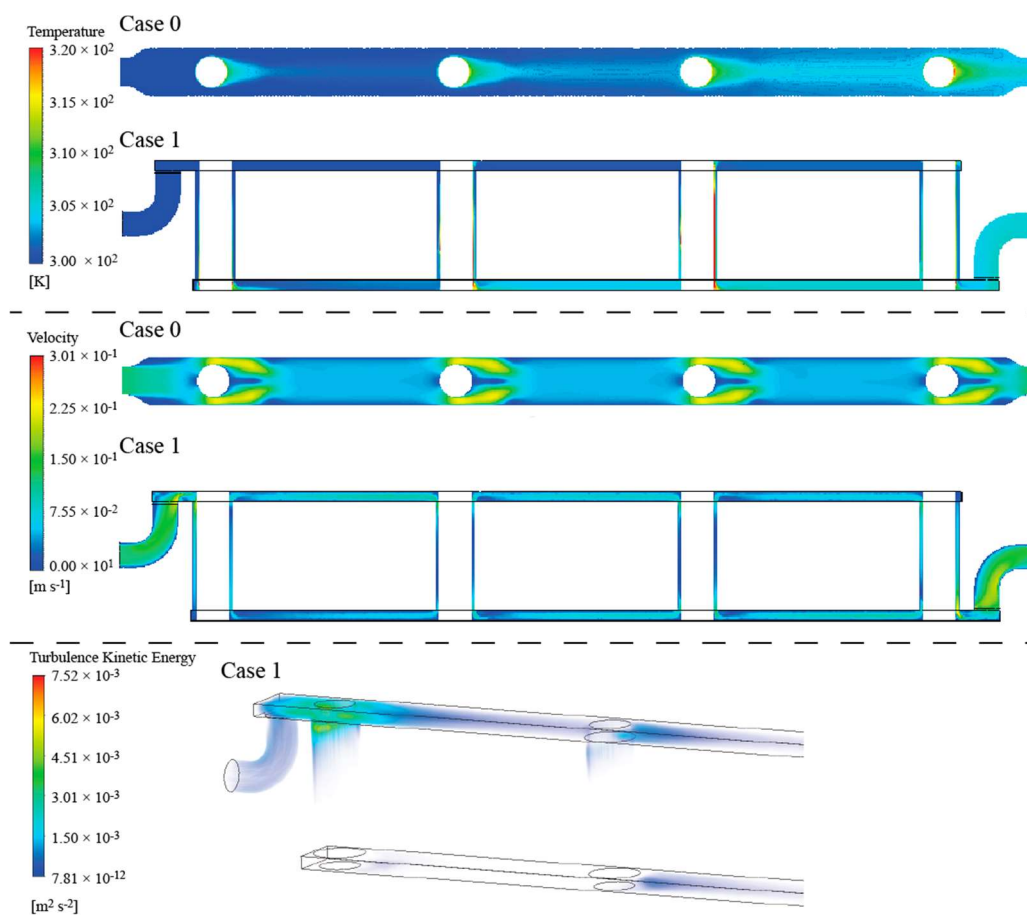 Case 0
Temperature
3.20 × 10²
3.15 × 10²
3.10 × 10²
3.05 × 10²
3.00 × 10²
[K]
Case 1
Case 0
Velocity
3.01 × 10⁻¹
2.25 × 10⁻¹
1.50 × 10⁻¹
7.55 × 10⁻²
0.00 × 10¹
[m s⁻¹]
Case 1
Turbulence Kinetic Energy
Case 1
7.52 × 10⁻³
6.02 × 10⁻³
4.51 × 10⁻³
3.01 × 10⁻³
1.50 × 10⁻³
7.81 × 10⁻¹²
[m² s⁻²]